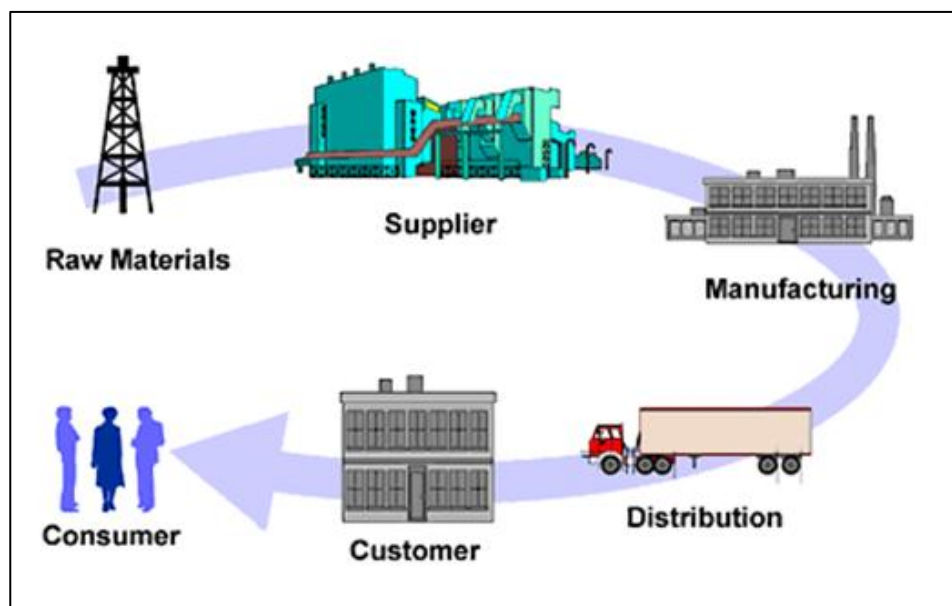 Raw Materials
Supplier
Manufacturing
Distribution
Customer
Consumer